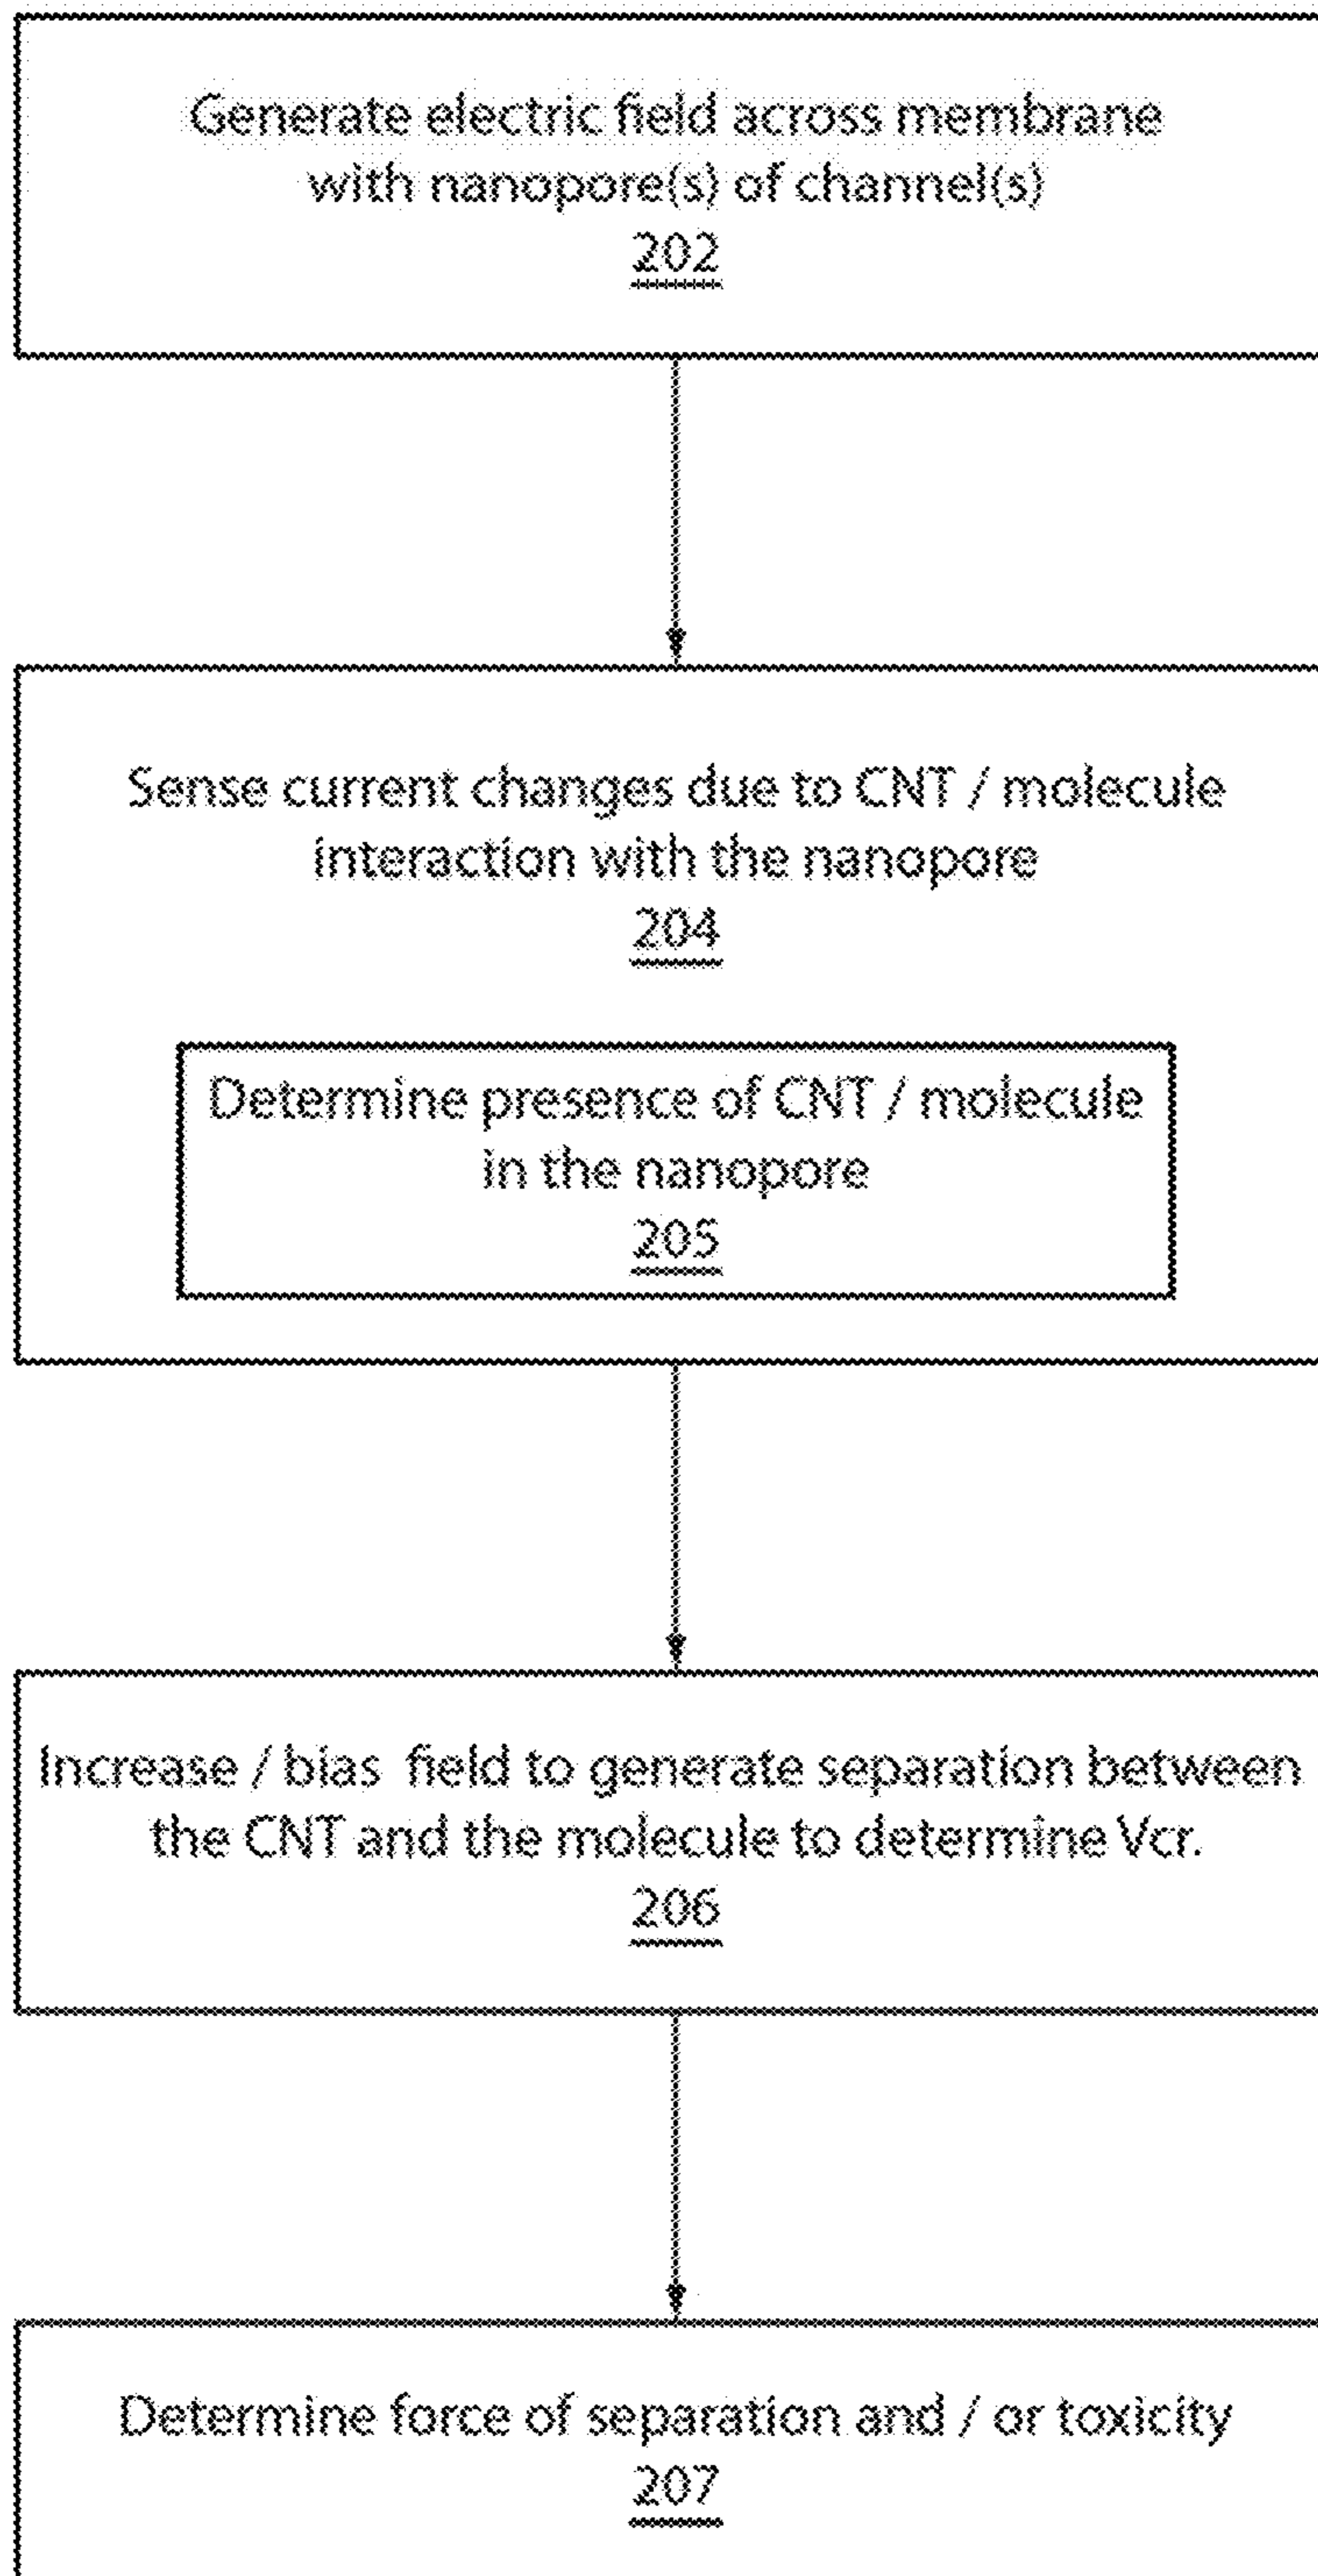 Generate electric field across membrane
with nanopore(s) of channel(s)
202
Sense current changes due to CNT / molecule
interaction with the nanopore
204
Determine presence of CNT / molecule
in the nanopore
205
Increase / bias field to generate separation between
the CNT and the molecule to determine Vcr.
206
Determine force of separation and / or toxicity
207